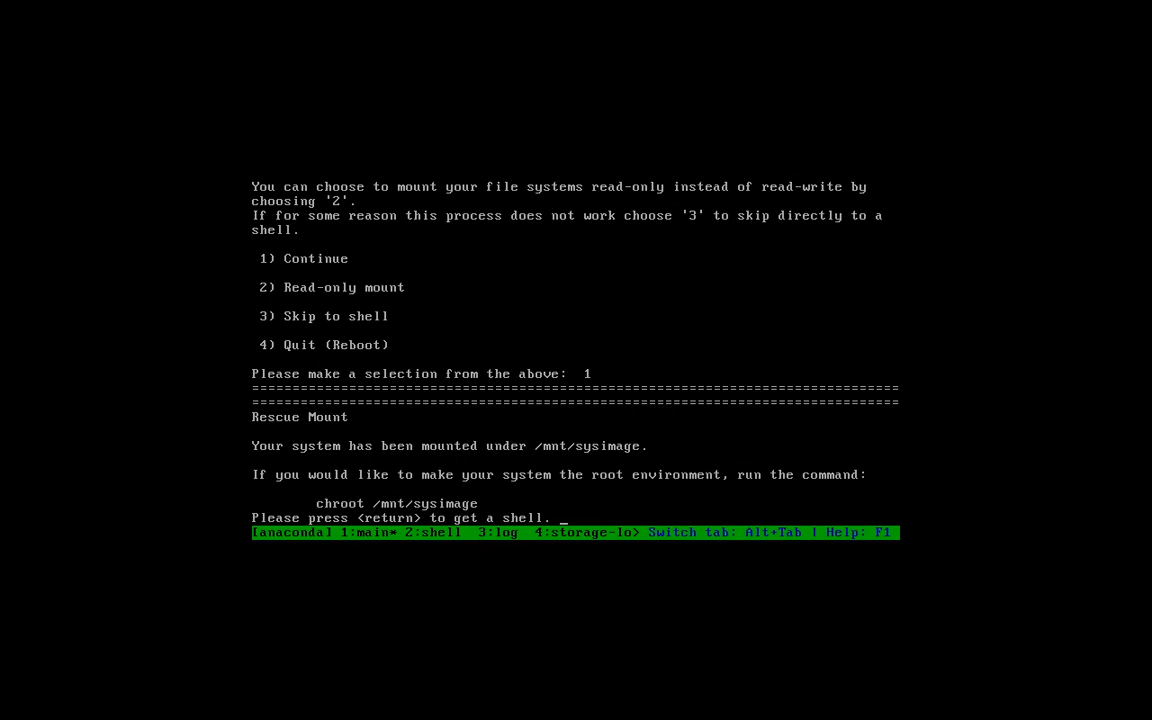 You can choose to mount your file systems read-only instead of read-write by
choosing '2'.
If for some reason this process does not work choose '3' to skip directly to a
shell.
1) Continue
2) Read-only mount
3) Skip to shell
4) Quit (Reboot)
Please make a selection from the above:  1
================================================================================
================================================================================
Rescue Mount
Your system has been mounted under /mnt/sysimage.
If you would like to make your system the root environment, run the command:
chroot /mnt/sysimage
Please press <return> to get a shell. _
[anaconda] 1:main* 2:shell  3:log  4:storage-lo> Switch tab: Alt+Tab | Help: F1